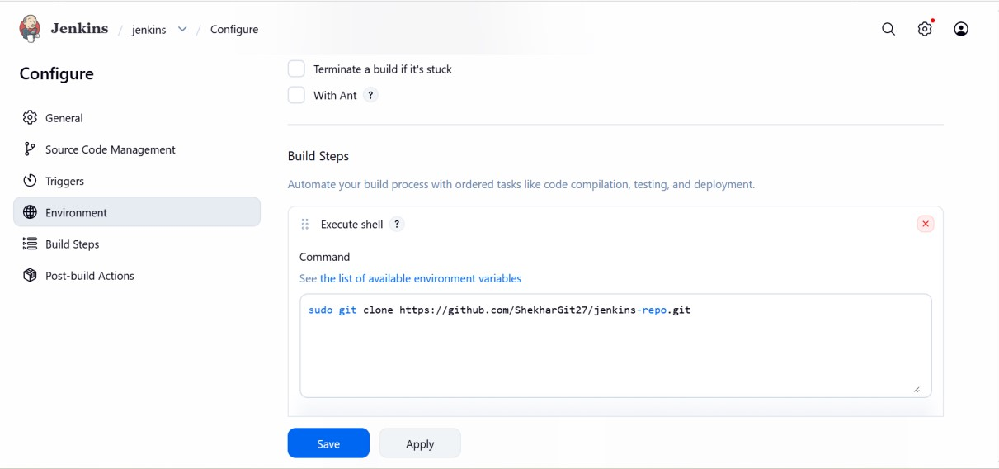 Jenkins / jenkins / Configure
Configure
General
Source Code Management
Triggers
Environment
Build Steps
Post-build Actions
Terminate a build if it's stuck
With Ant ?
Build Steps
Automate your build process with ordered tasks like code compilation, testing, and deployment.
Execute shell ?
Command
See the list of available environment variables
sudo git clone https://github.com/ShekharGit27/jenkins-repo.git
Save Apply